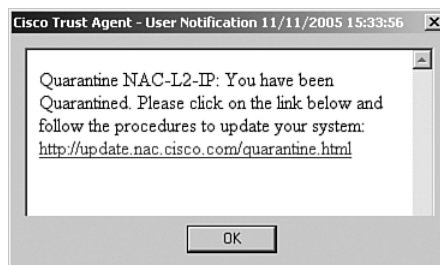 Cisco Trust Agent - User Notification 11/11/2005 15:33:56
Quarantine NAC-L2-IP: You have been
Quarantined. Please click on the link below and
follow the procedures to update your system:
http://update.nac.cisco.com/quarantine.html
OK